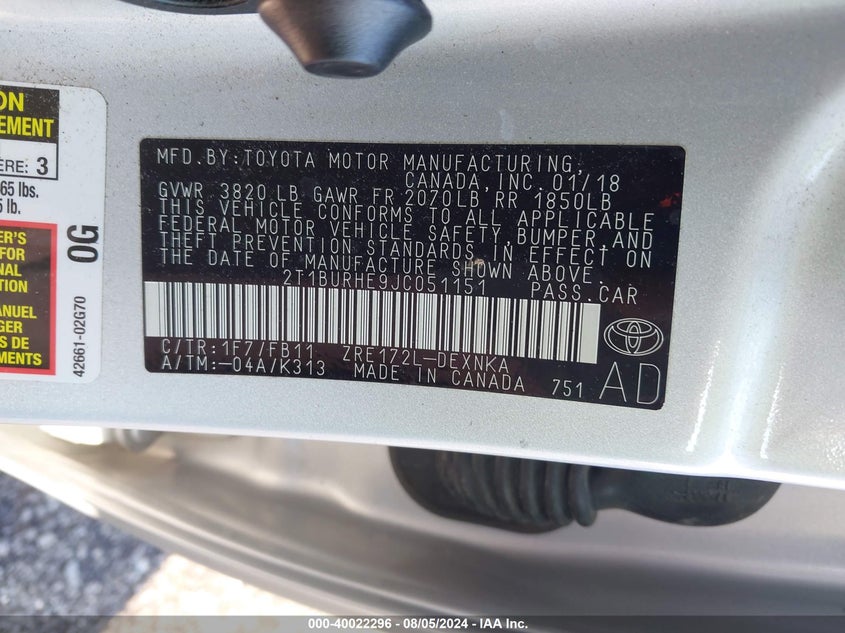 ON
EMENT
ERE: 3
65 lbs.
5 lb.
ER'S
FOR
NAL
TION
ANUEL
GER
OUS
0G
42661-02G70
MFD.BY:TOYOTA MOTOR MANUFACTURING,
CANADA,INC.01/18
GVWR 3820 LB GAWR FR 2070LB RR 1850LB
THIS VEHICLE CONFORMS TO ALL APPLICABLE
FEDERAL MOTOR VEHICLE SAFETY,BUMPER,AND
THEFT PREVENTION STANDARDS IN EFFECT ON
THE DATE OF MANUFACTURE SHOWN ABOVE.
2T1BURHE9JC051151 PASS.CAR
C/TR:1F7/FB11 ZRE172L-DEXNKA
A/TM:-04A/K313 MADE IN CANADA 751
TOYOTA
AD
000-40022296 - 08/05/2024 - IAA Inc.